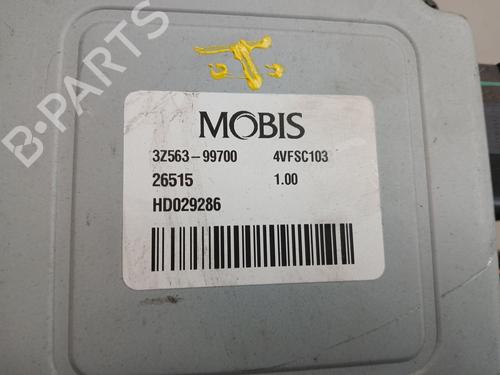 B-PARTS
MOBIS
3Z563-99700 4VFSC103
26515 1.00
HD029286